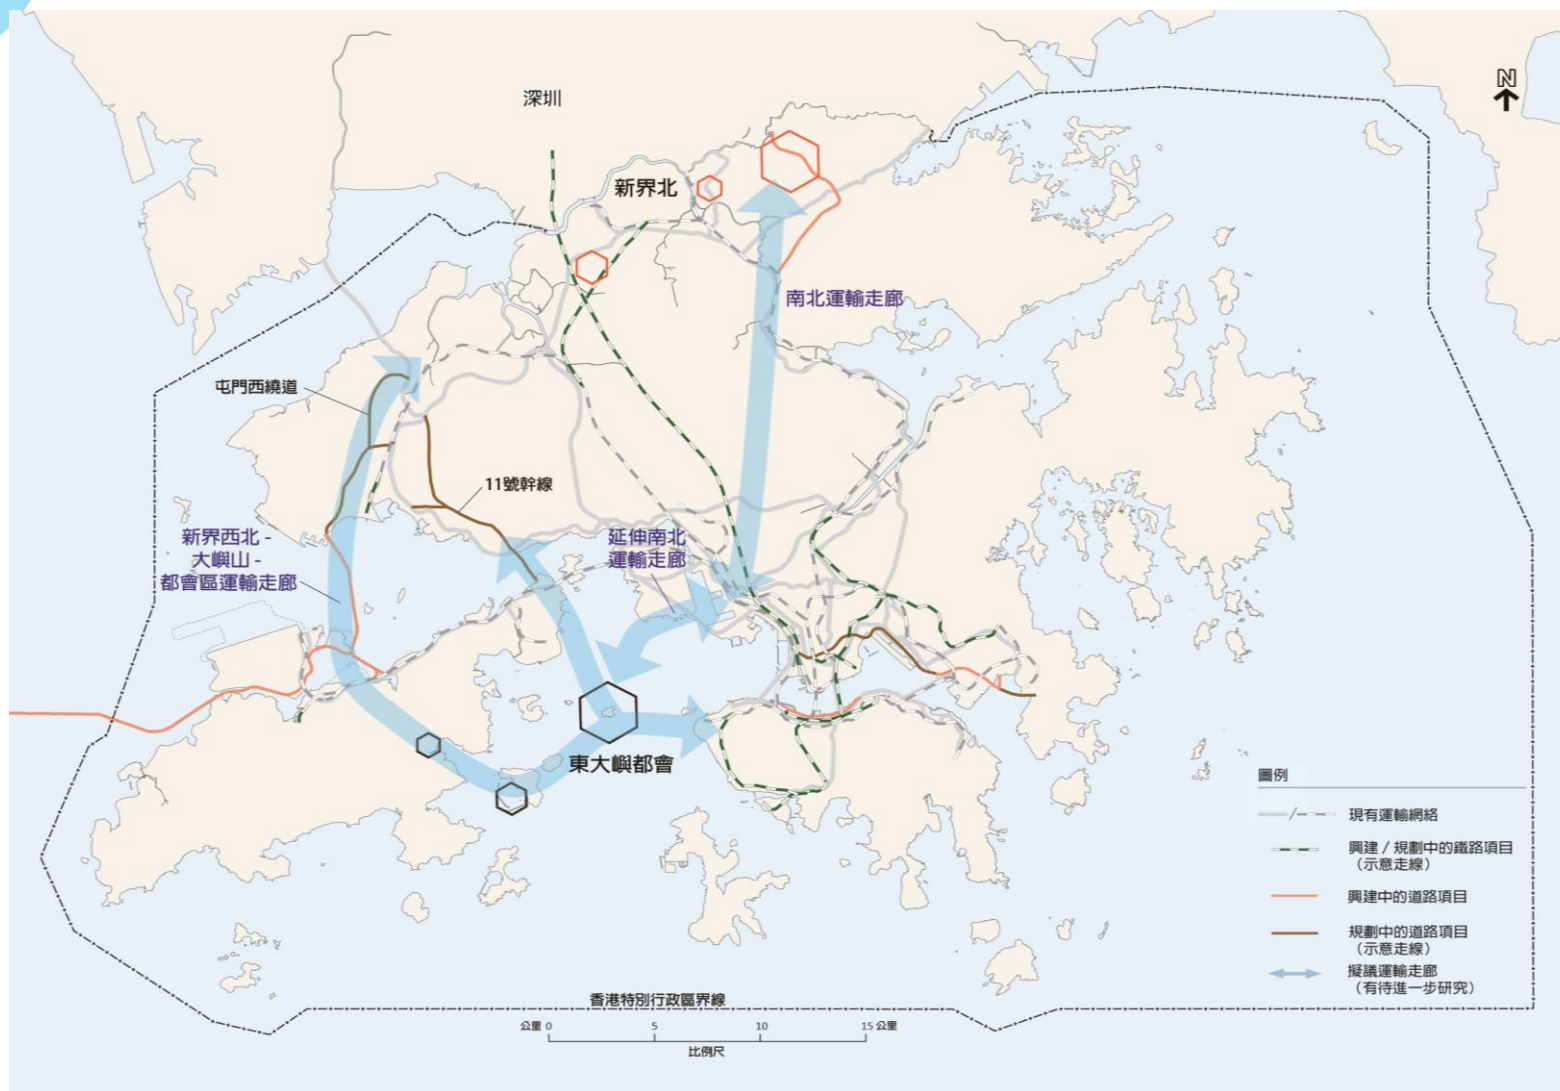 深圳
N
新界北
南北運輸走廊
屯門西繞道
11號幹線
新界西北 -
大嶼山 -
都會區運輸走廊
延伸南北
運輸走廊
東大嶼都會
圖例
現有運輸網絡
興建 / 規劃中的鐵路項目
（示意走線）
興建中的道路項目
規劃中的道路項目
（示意走線）
擬議運輸走廊
（有待進一步研究）
香港特別行政區界線
公里 0 5 10 15 公里
比例尺